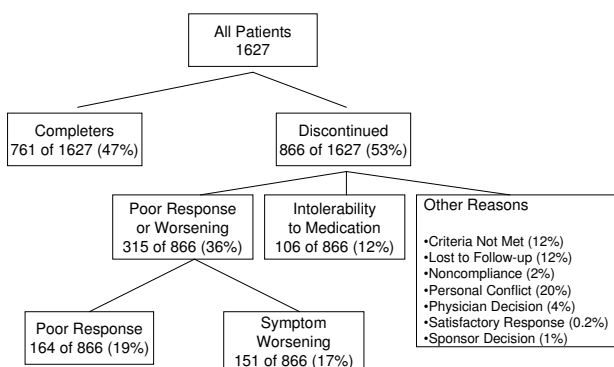 All Patients
1627
Completers
761 of 1627 (47%)
Discontinued
866 of 1627 (53%)
Poor Response
or Worsening
315 of 866 (36%)
Intolerability
to Medication
106 of 866 (12%)
Other Reasons
•Criteria Not Met (12%)
•Lost to Follow-up (12%)
•Noncompliance (2%)
•Personal Conflict (20%)
•Physician Decision (4%)
•Satisfactory Response (0.2%)
•Sponsor Decision (1%)
Poor Response
164 of 866 (19%)
Symptom
Worsening
151 of 866 (17%)